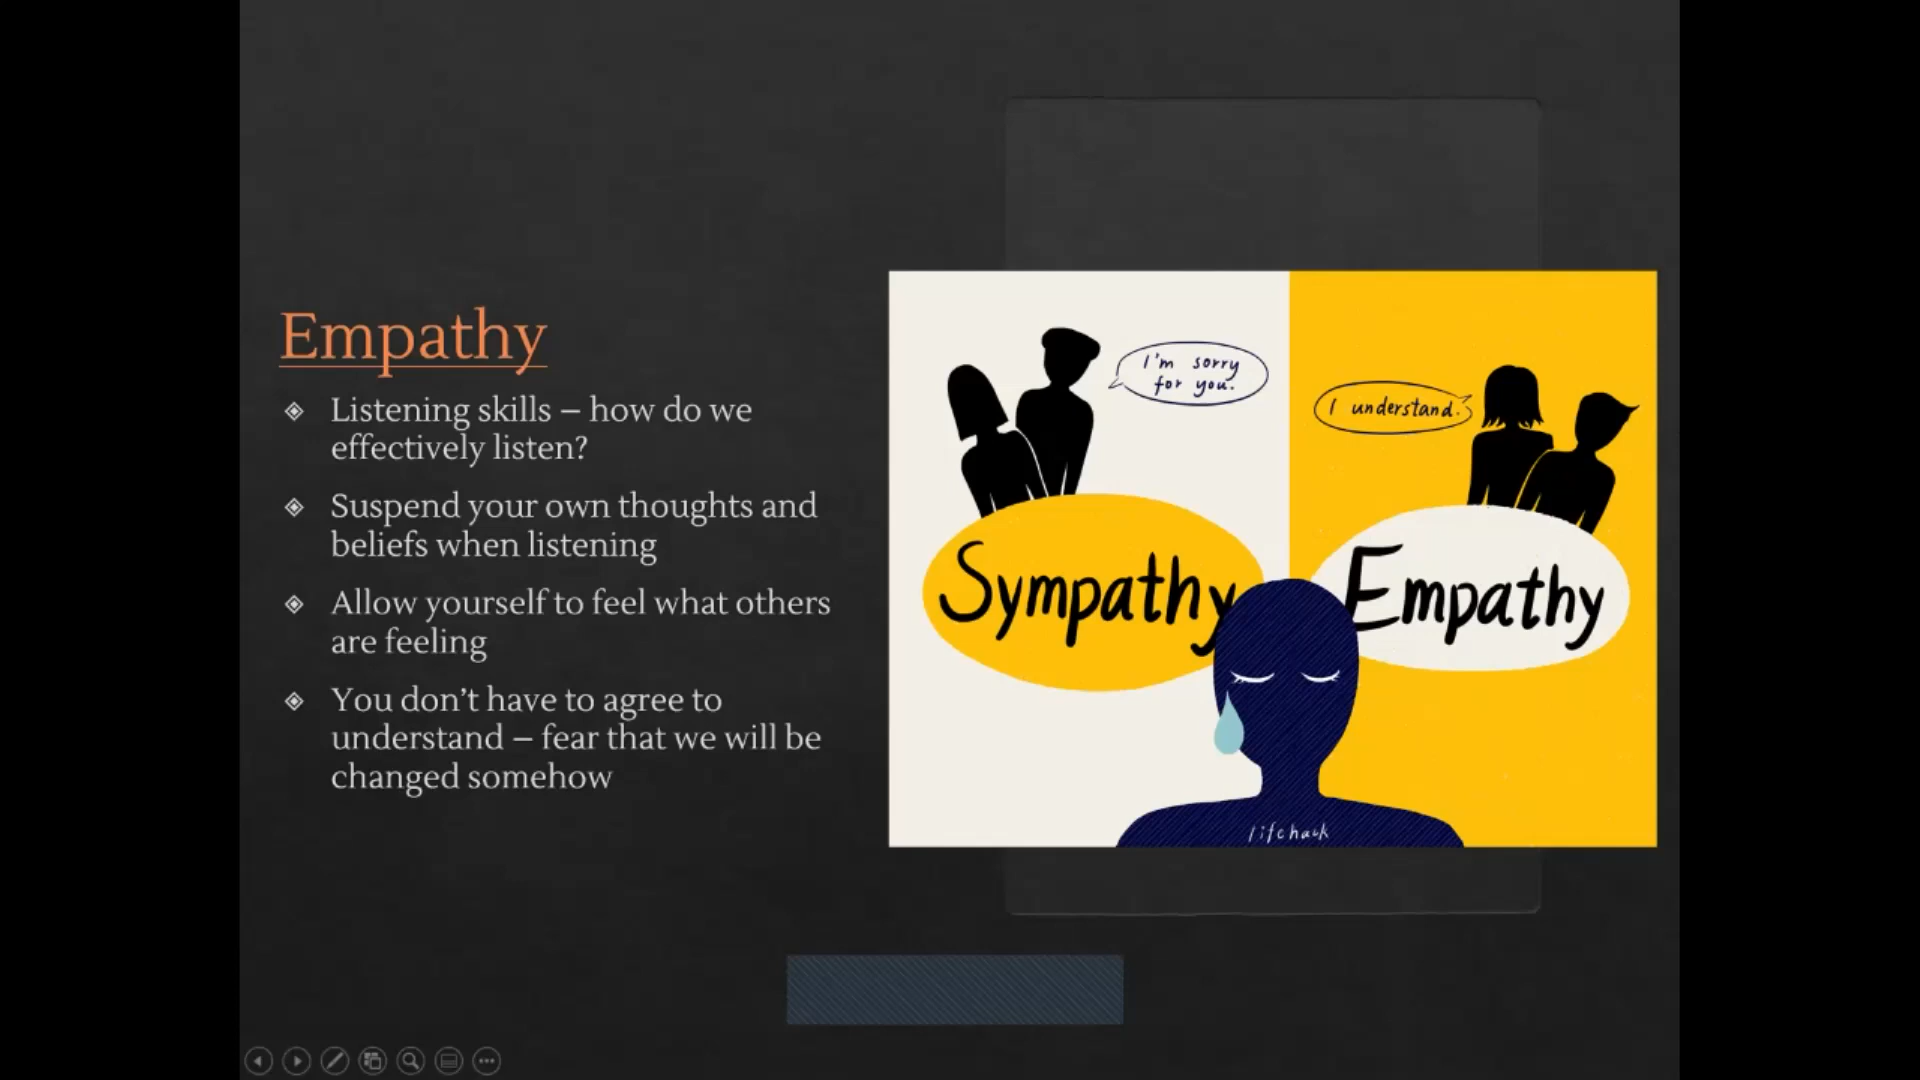 Empathy
Listening skills – how do we
effectively listen?
Suspend your own thoughts and
beliefs when listening
Allow yourself to feel what others
are feeling
You don’t have to agree to
understand – fear that we will be
changed somehow
I'm sorry
for you.
I understand.
Sympathy
Empathy
lifehack